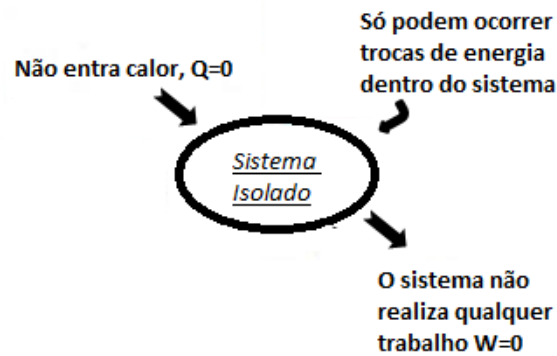 Só podem ocorrer
trocas de energia
dentro do sistema
Não entra calor, Q=0
Sistema
Isolado
O sistema não
realiza qualquer
trabalho W=0